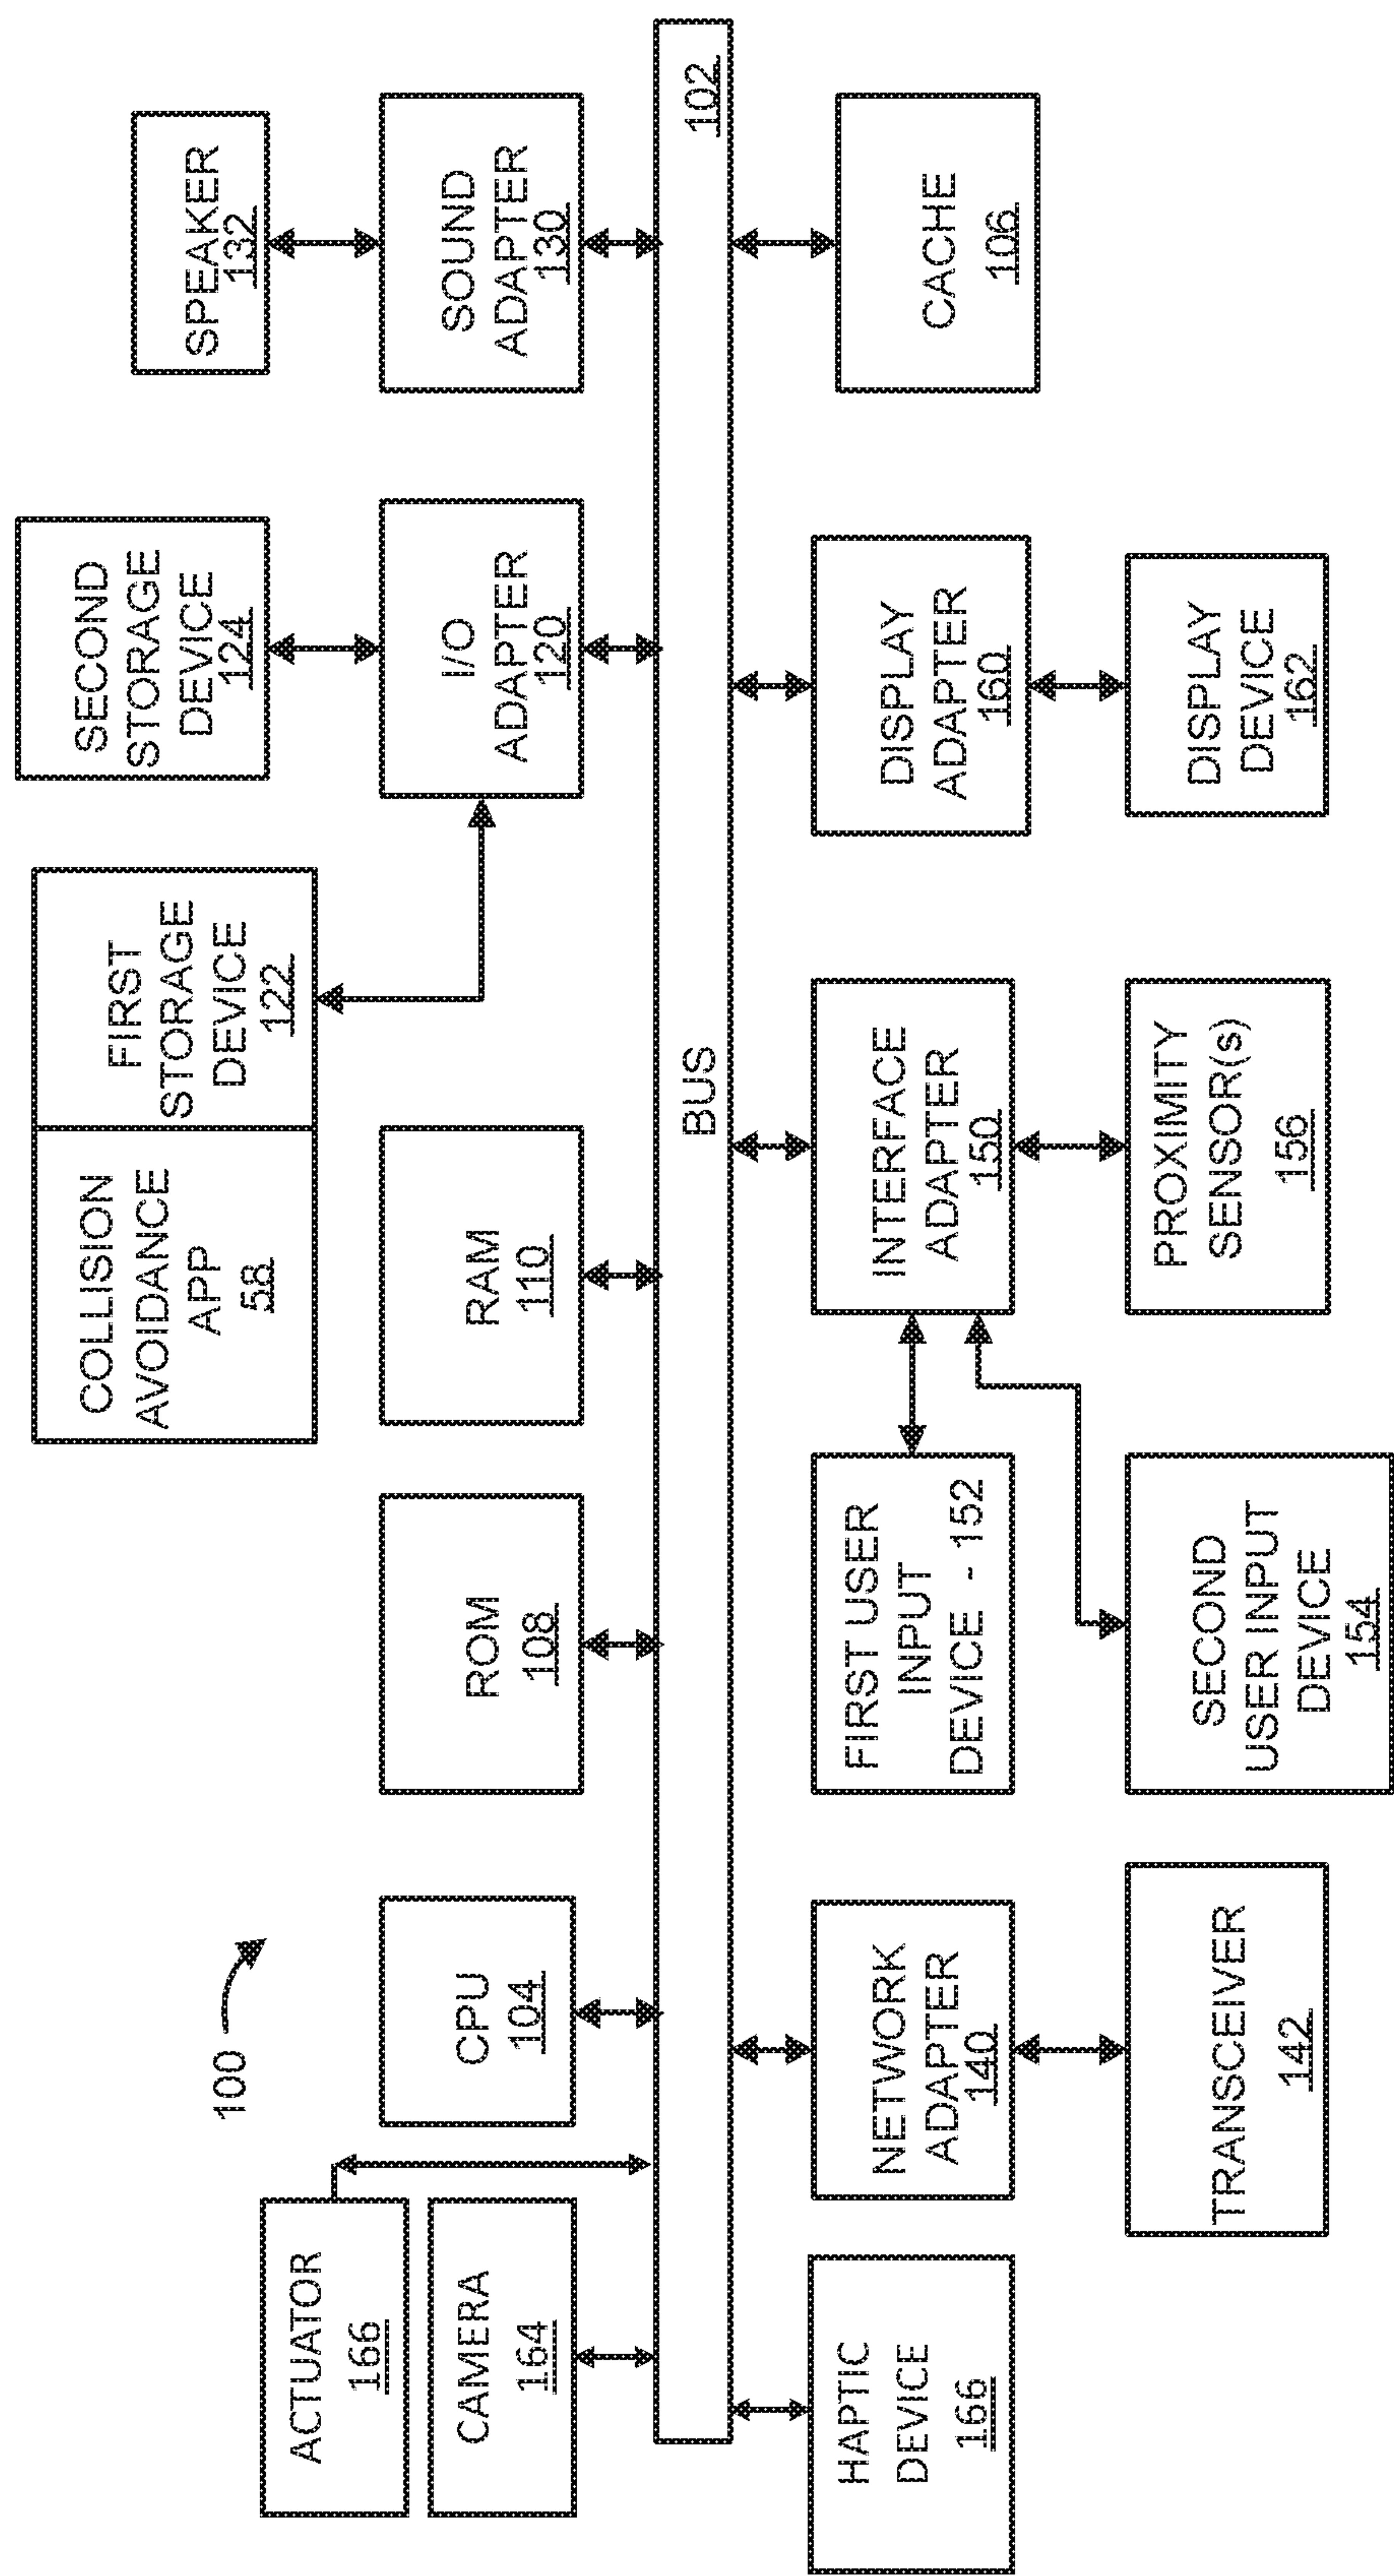 100
ACTUATOR
166
CAMERA
164
CPU
104
ROM
108
RAM
110
COLLISION
AVOIDANCE
APP
58
FIRST
STORAGE
DEVICE
122
SECOND
STORAGE
DEVICE
124
I/O
ADAPTER
120
SPEAKER
132
SOUND
ADAPTER
130
BUS
102
HAPTIC
DEVICE
166
NETWORK
ADAPTER
140
TRANSCEIVER
142
FIRST USER
INPUT
DEVICE - 152
SECOND
USER INPUT
DEVICE
154
INTERFACE
ADAPTER
150
PROXIMITY
SENSOR(s)
156
DISPLAY
ADAPTER
160
DISPLAY
DEVICE
162
CACHE
106